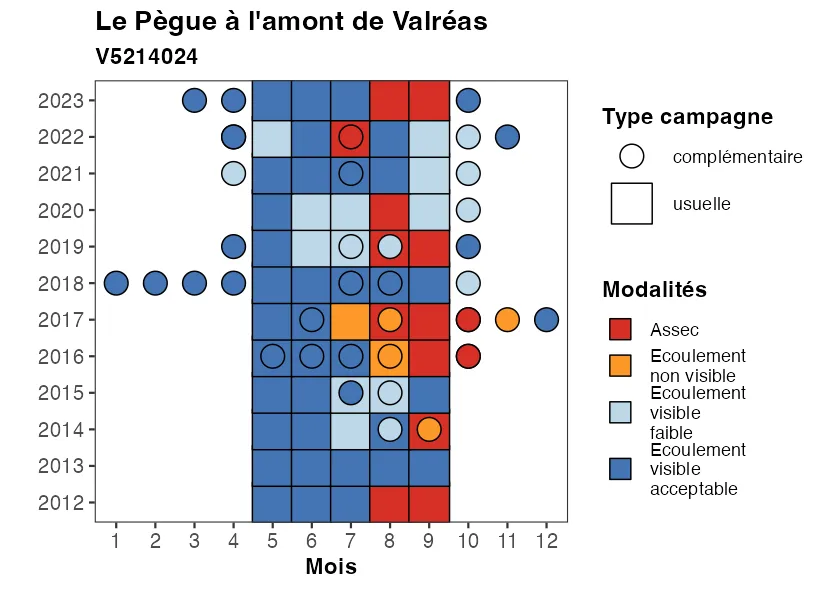 Le Pègue à l'amont de Valréas
V5214024
2023
2022
2021
2020
2019
2018
2017
2016
2015
2014
2013
2012
1 2 3 4 5 6 7 8 9 10 11 12
Mois
Type campagne
complémentaire
usuelle
Modalités
Assec
Ecoulement
non visible
Ecoulement
visible
faible
Ecoulement
visible
acceptable